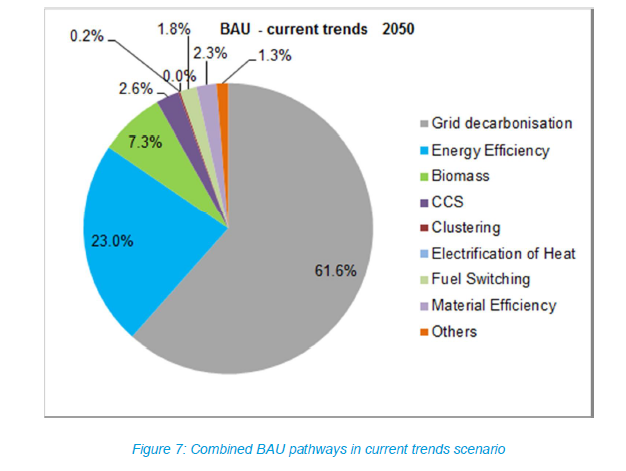 BAU - current trends 2050
0.2%
1.8%
0.0%
2.3%
1.3%
2.6%
7.3%
23.0%
61.6%
Grid decarbonisation
Energy Efficiency
Biomass
CCS
Clustering
Electrification of Heat
Fuel Switching
Material Efficiency
Others
Figure 7: Combined BAU pathways in current trends scenario